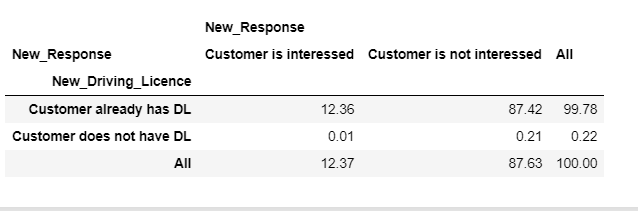 New_Response
New_Response Customer is interessed Customer is not interessed All
New_Driving_Licence
Customer already has DL 12.36 87.42 99.78
Customer does not have DL 0.01 0.21 0.22
All 12.37 87.63 100.00